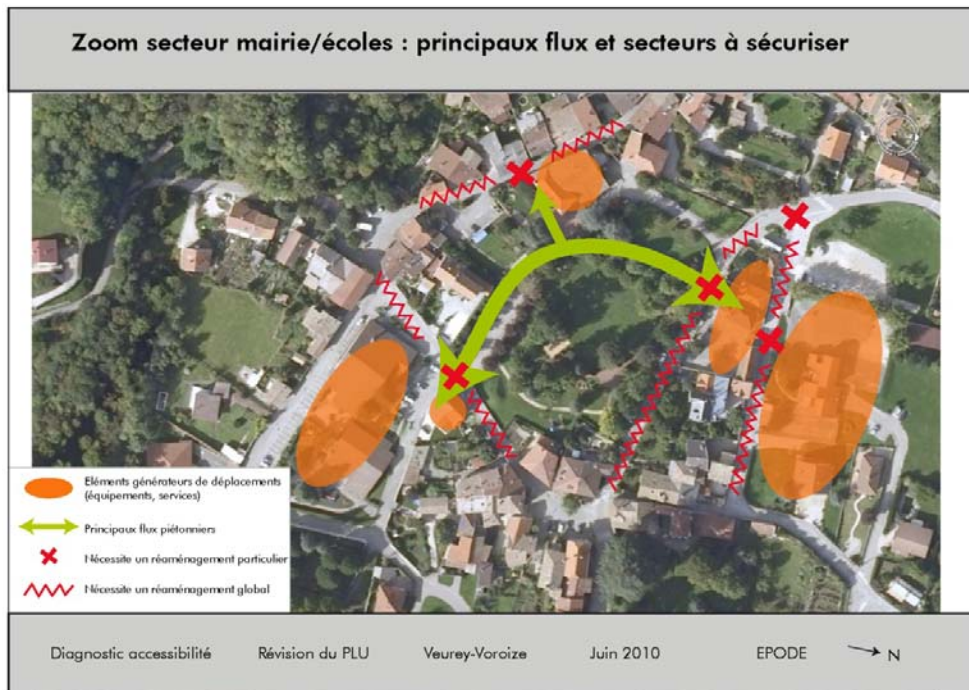 Zoom secteur mairie/écoles : principaux flux et secteurs à sécuriser
Eléments générateurs de déplacements
(équipements, services)
Principaux flux piétonniers
Nécessite un réaménagement particulier
Nécessite un réaménagement global
Diagnostic accessibilité Révision du PLU Veurey-Voroize Juin 2010 EPODE N